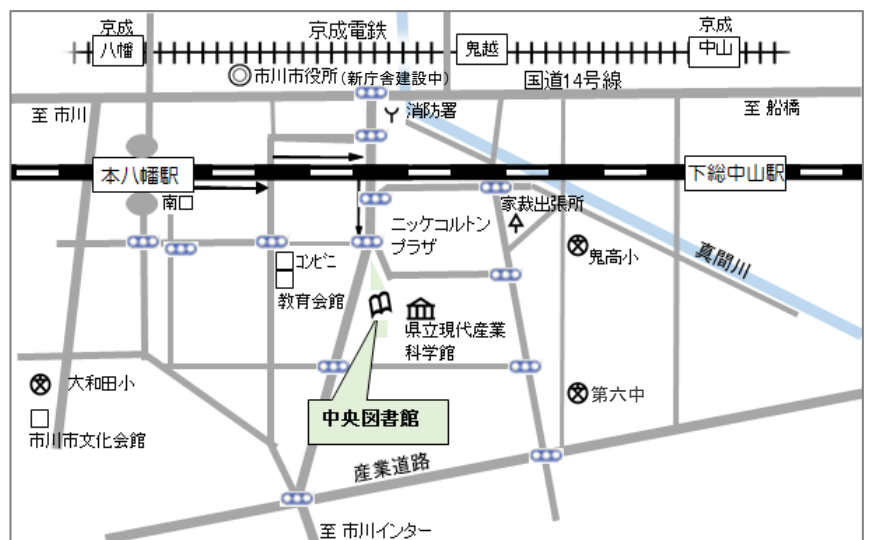 京成
八幡
京成電鉄
鬼越
京成
中山
市川市役所(新庁舎建設中)
国道14号線
至 市川
消防署
至 船橋
本八幡駅
下総中山駅
南口
家裁出張所
ニッケコルトン
プラザ
鬼高小
真間川
コンビニ
教育会館
県立現代産業
科学館
大和田小
第六中
中央図書館
市川市文化会館
産業道路
至 市川インター